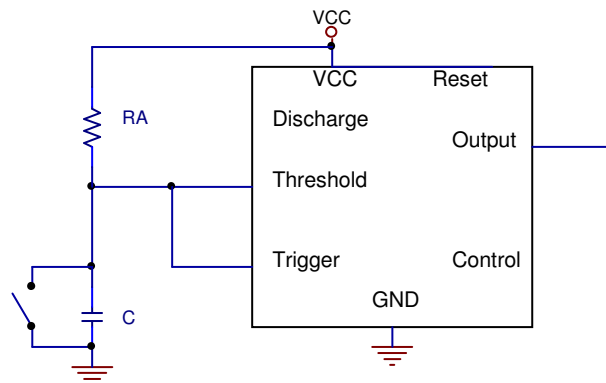 VCC
VCC Reset
RA
Discharge
Output
Threshold
Trigger
Control
GND
C